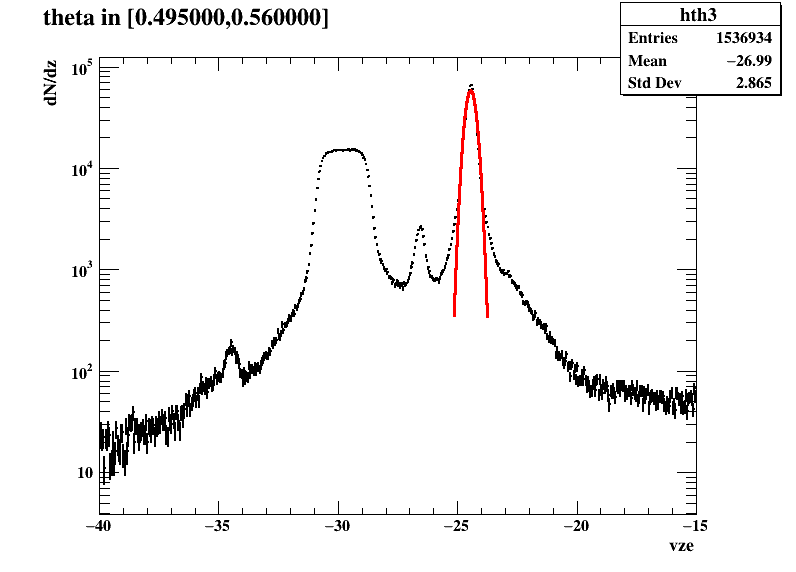 theta in [0.495000,0.560000]
hth3
Entries 1536934
Mean −26.99
Std Dev 2.865
dN/dz
10^5
10^4
10^3
10^2
10
−40 −35 −30 −25 −20 −15
vze